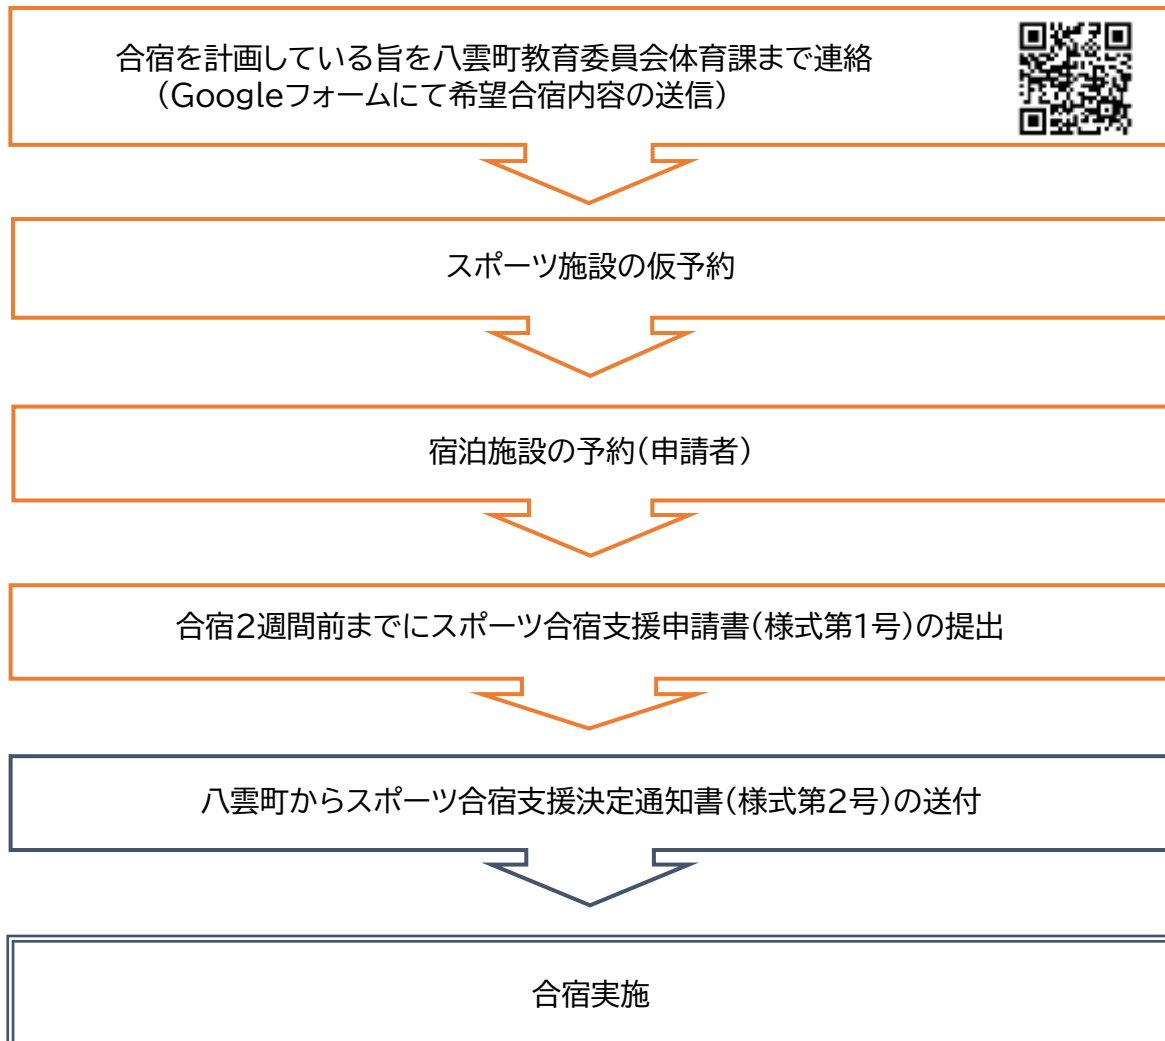 合宿を計画している旨を八雲町教育委員会体育課まで連絡
（Googleフォームにて希望合宿内容の送信）
スポーツ施設の仮予約
宿泊施設の予約（申請者）
合宿2週間前までにスポーツ合宿支援申請書（様式第1号）の提出
八雲町からスポーツ合宿支援決定通知書（様式第2号）の送付
合宿実施